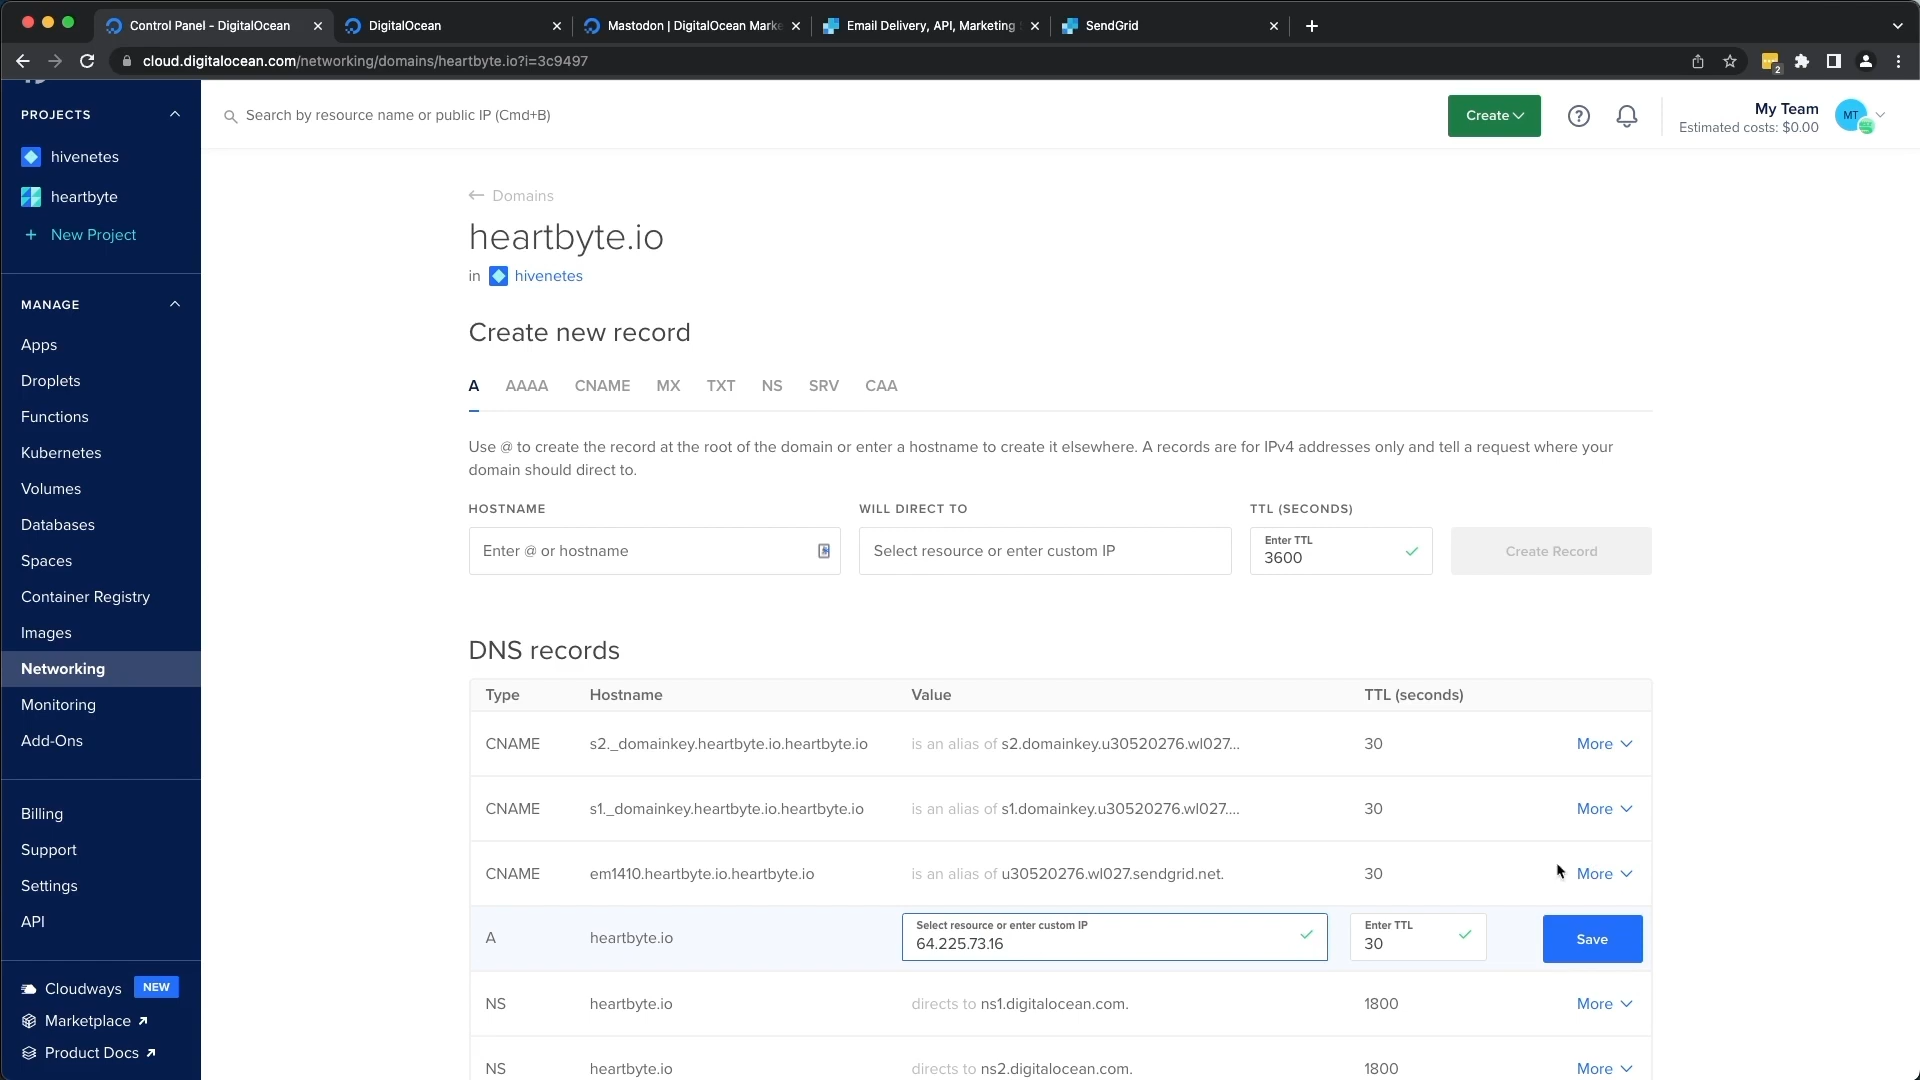 Control Panel - DigitalOcean
DigitalOcean
Mastodon | DigitalOcean Marke
Email Delivery, API, Marketing
SendGrid
cloud.digitalocean.com/networking/domains/heartbyte.io?i=3c9497
2
PROJECTS
hivenetes
heartbyte
+ New Project
MANAGE
Apps
Droplets
Functions
Kubernetes
Volumes
Databases
Spaces
Container Registry
Images
Networking
Monitoring
Add-Ons
Billing
Support
Settings
API
Cloudways NEW
Marketplace
Product Docs
Search by resource name or public IP (Cmd+B)
Create
My Team
Estimated costs: $0.00
MT
← Domains
heartbyte.io
in hivenetes
Create new record
A AAAA CNAME MX TXT NS SRV CAA
Use @ to create the record at the root of the domain or enter a hostname to create it elsewhere. A records are for IPv4 addresses only and tell a request where your
domain should direct to.
HOSTNAME WILL DIRECT TO TTL (SECONDS)
Enter @ or hostname
Select resource or enter custom IP
Enter TTL
3600
Create Record
DNS records
Type Hostname Value TTL (seconds)
CNAME s2._domainkey.heartbyte.io.heartbyte.io is an alias of s2.domainkey.u30520276.wl027... 30 More
CNAME s1._domainkey.heartbyte.io.heartbyte.io is an alias of s1.domainkey.u30520276.wl027.... 30 More
CNAME em1410.heartbyte.io.heartbyte.io is an alias of u30520276.wl027.sendgrid.net. 30 More
A heartbyte.io
Select resource or enter custom IP
64.225.73.16
Enter TTL
30
Save
NS heartbyte.io directs to ns1.digitalocean.com. 1800 More
NS heartbyte.io directs to ns2.digitalocean.com. 1800 More